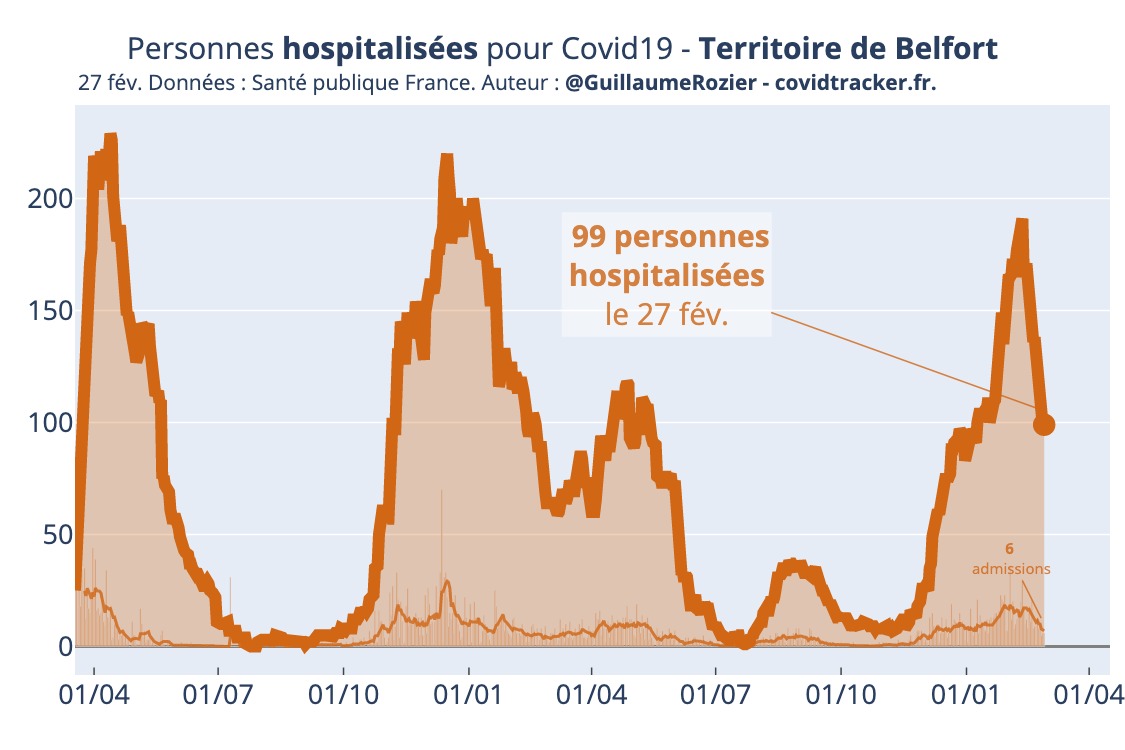 Personnes hospitalisées pour Covid19 - Territoire de Belfort
27 fév. Données : Santé publique France. Auteur : @GuillaumeRozier - covidtracker.fr.
200
150
100
50
0
99 personnes
hospitalisées
le 27 fév.
6
admissions
01/04 01/07 01/10 01/01 01/04 01/07 01/10 01/01 01/04